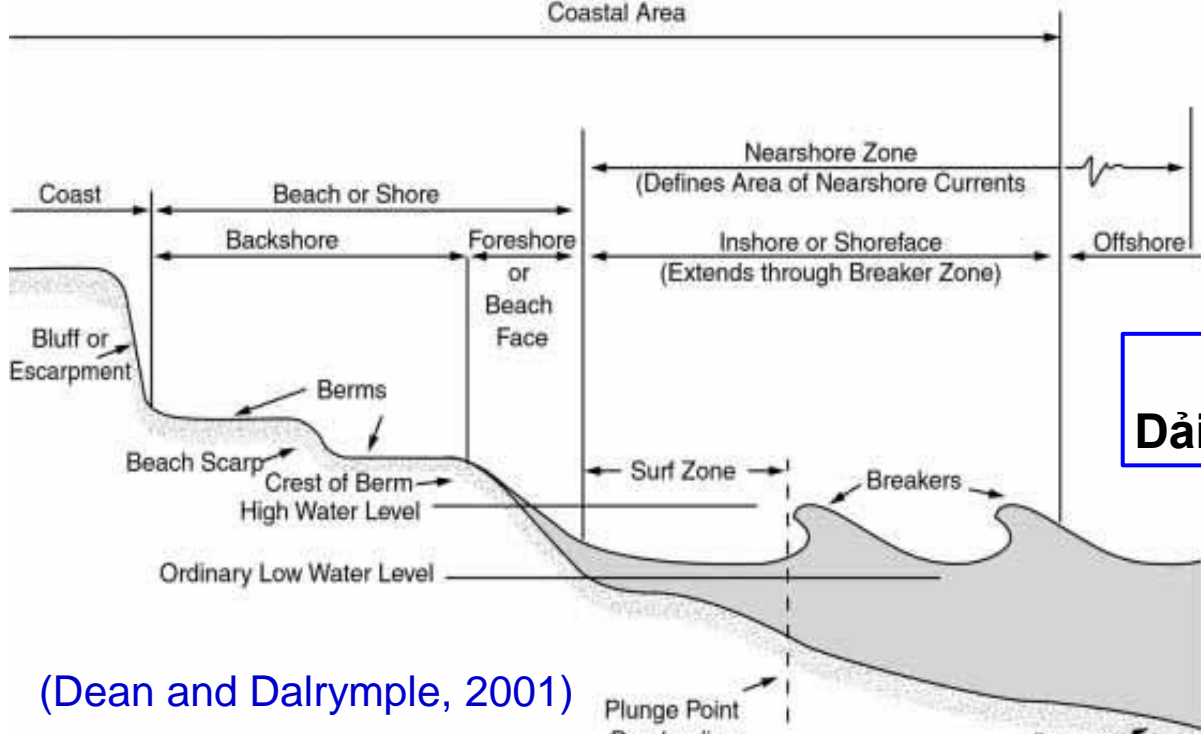 Coastal Area
Nearshore Zone
(Defines Area of Nearshore Currents
Coast
Beach or Shore
Backshore
Foreshore
or
Beach
Face
Inshore or Shoreface
(Extends through Breaker Zone)
Offshore
Bluff or
Escarpment
Berms
Dải
Beach Scarp
Surf Zone
Breakers
Crest of Berm
High Water Level
Ordinary Low Water Level
(Dean and Dalrymple, 2001)
Plunge Point